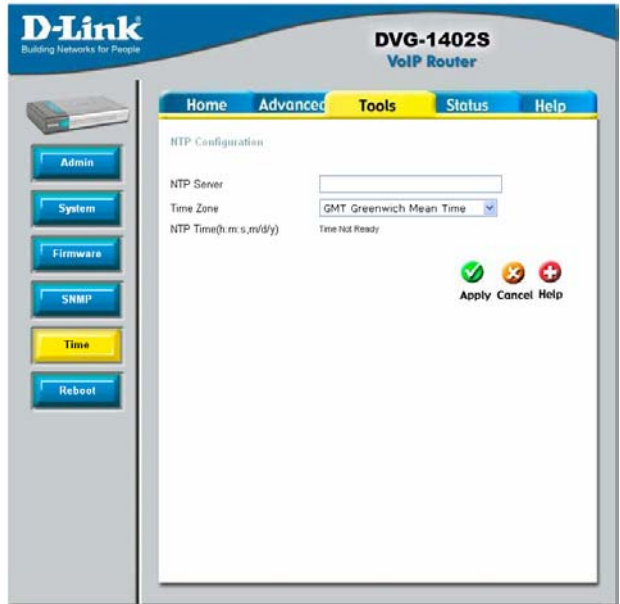 D-Link
Building Networks for People
DVG-1402S
VoIP Router
Home Advanced Tools Status Help
Admin
System
Firmware
SNMP
Time
Reboot
NTP Configuration
NTP Server
Time Zone GMT Greenwich Mean Time
NTP Time(h:m:s,m/d/y) Time Not Ready
Apply Cancel Help